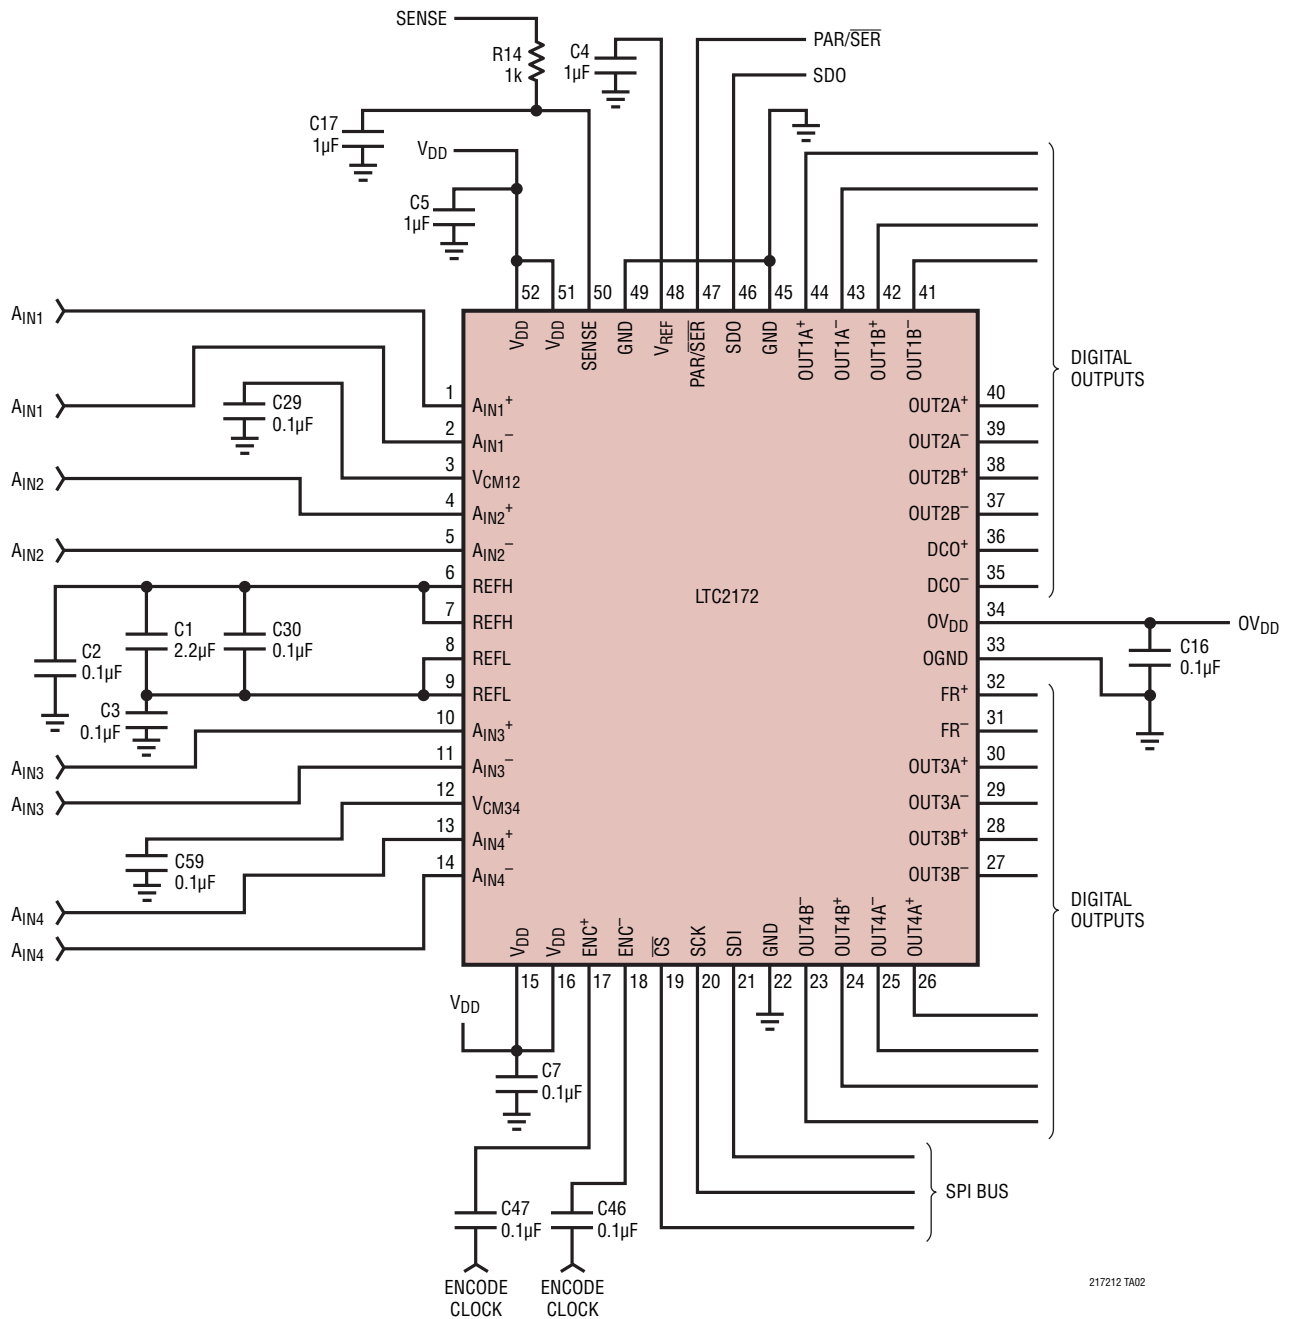 SENSE
R14
1k
C4
1µF
PAR/SER
SDO
C17
1µF
VDD
C5
1µF
52 51 50 49 48 47 46 45 44 43 42 41
VDD VDD SENSE GND VREF PAR/SER SDO GND OUT1A+ OUT1A– OUT1B+ OUT1B–
DIGITAL
OUTPUTS
AIN1
AIN1
C29
0.1µF
AIN2
AIN2
1 AIN1+
2 AIN1–
3 VCM12
4 AIN2+
5 AIN2–
6 REFH
7 REFH
8 REFL
9 REFL
10 AIN3+
11 AIN3–
12 VCM34
13 AIN4+
14 AIN4–
C2
0.1µF
C1
2.2µF
C30
0.1µF
C3
0.1µF
AIN3
AIN3
C59
0.1µF
AIN4
AIN4
LTC2172
OUT2A+ 40
OUT2A– 39
OUT2B+ 38
OUT2B– 37
DCO+ 36
DCO– 35
OVDD 34
OGND 33
FR+ 32
FR– 31
OUT3A+ 30
OUT3A– 29
OUT3B+ 28
OUT3B– 27
OVDD
C16
0.1µF
DIGITAL
OUTPUTS
VDD VDD ENC+ ENC– CS SCK SDI GND OUT4B– OUT4B+ OUT4A– OUT4A+
15 16 17 18 19 20 21 22 23 24 25 26
VDD
C7
0.1µF
SPI BUS
C47
0.1µF
C46
0.1µF
ENCODE
CLOCK
ENCODE
CLOCK
217212 TA02